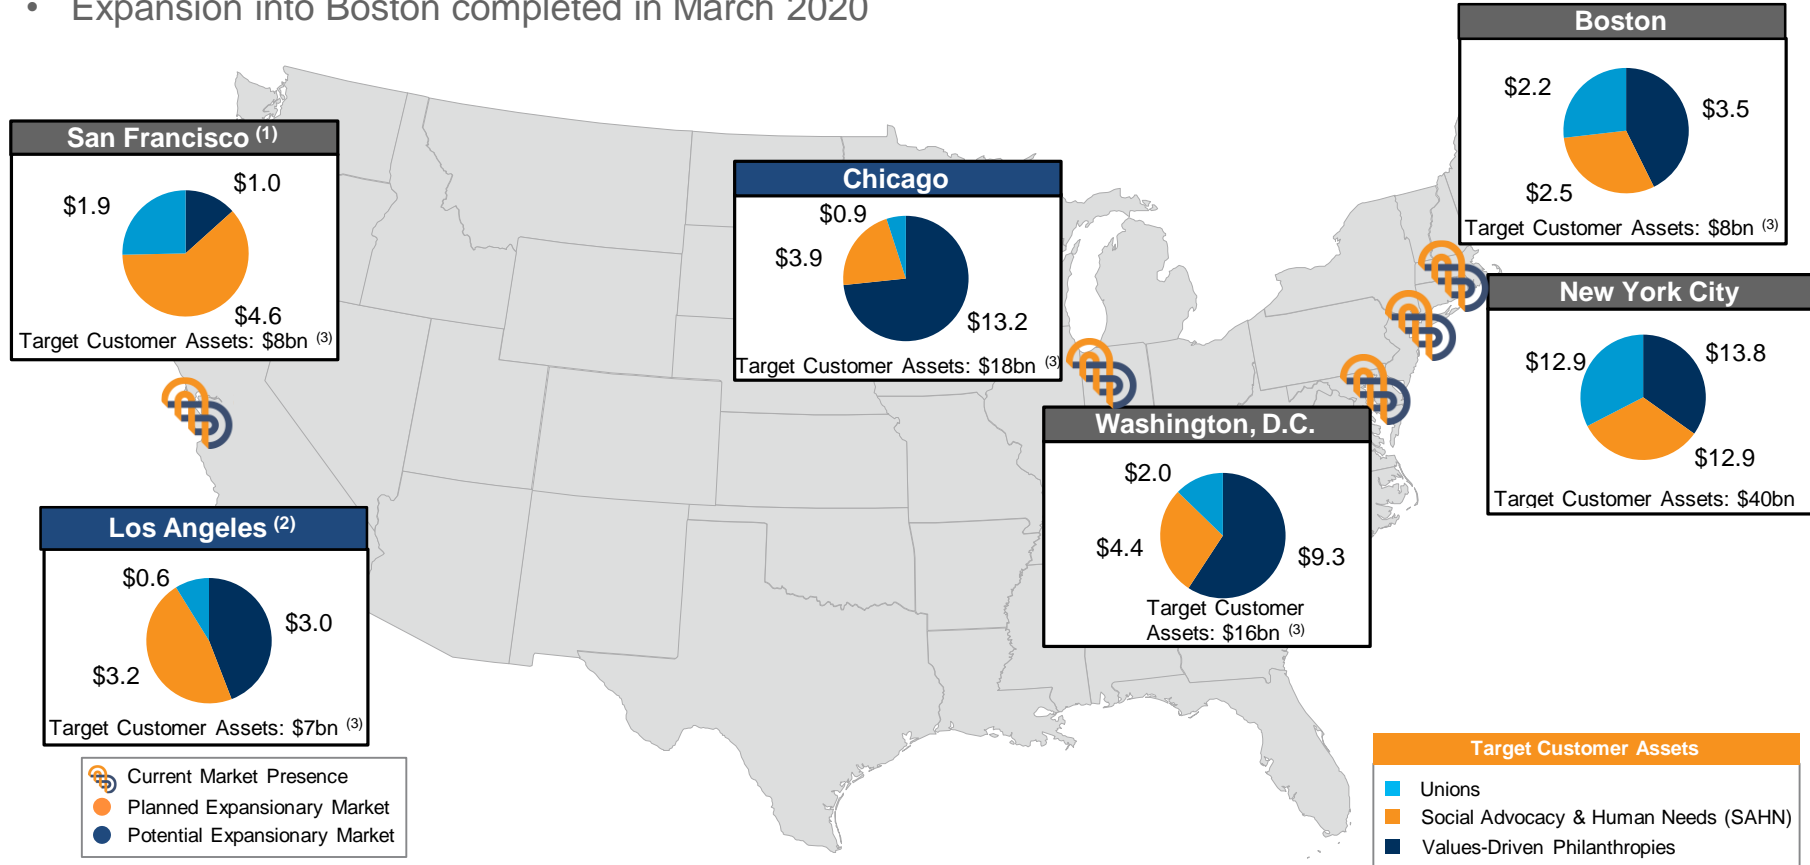 • Expansion into Boston completed in March 2020
Boston
$2.2
$3.5
$2.5
Target Customer Assets: $8bn (3)
San Francisco (1)
$1.0
$1.9
$4.6
Target Customer Assets: $8bn (3)
Chicago
$0.9
$3.9
$13.2
Target Customer Assets: $18bn (3)
New York City
$12.9
$13.8
$12.9
Target Customer Assets: $40bn
Washington, D.C.
$2.0
$4.4
$9.3
Target Customer
Assets: $16bn (3)
Los Angeles (2)
$0.6
$3.0
$3.2
Target Customer Assets: $7bn (3)
Current Market Presence
Planned Expansionary Market
Potential Expansionary Market
Target Customer Assets
Unions
Social Advocacy & Human Needs (SAHN)
Values-Driven Philanthropies